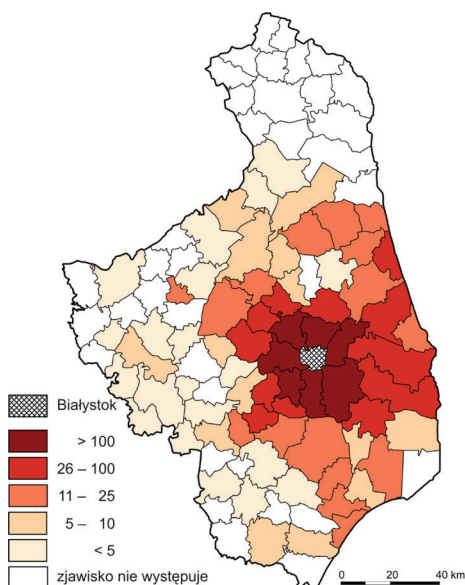 Białystok
> 100
26 – 100
11 – 25
5 – 10
< 5
zjawisko nie występuje
0 20 40 km